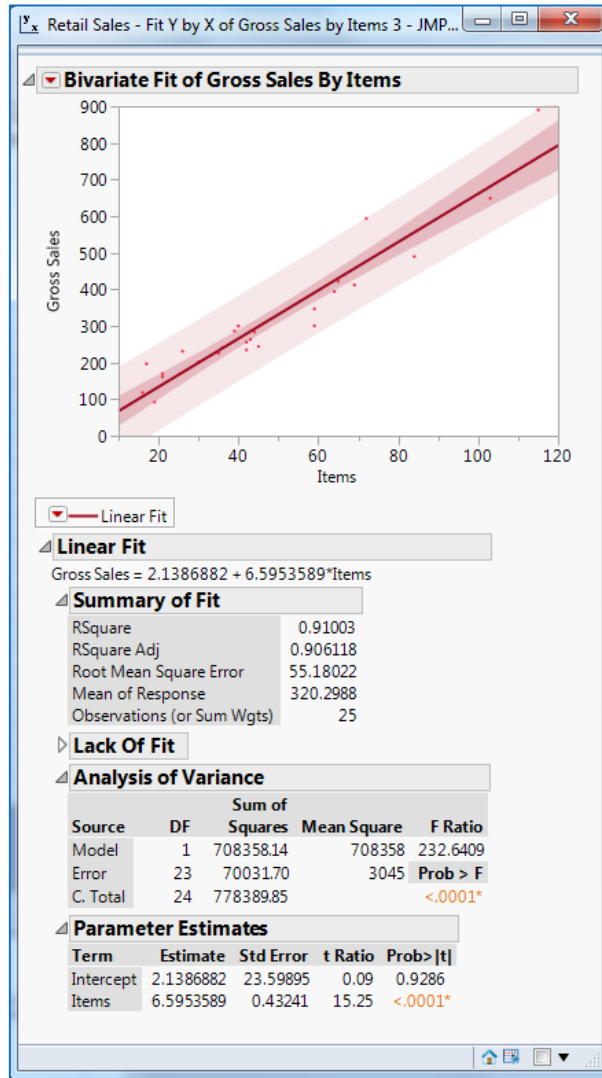 Retail Sales - Fit Y by X of Gross Sales by Items 3 - JMP...
Bivariate Fit of Gross Sales By Items
900
800
700
600
500
400
300
200
100
0
Gross Sales
20 40 60 80 100 120
Items
Linear Fit
Linear Fit
Gross Sales = 2.1386882 + 6.5953589*Items
Summary of Fit
RSquare 0.91003
RSquare Adj 0.906118
Root Mean Square Error 55.18022
Mean of Response 320.2988
Observations (or Sum Wgts) 25
Lack Of Fit
Analysis of Variance
Sum of
Source DF Squares Mean Square F Ratio
Model 1 708358.14 708358 232.6409
Error 23 70031.70 3045 Prob > F
C. Total 24 778389.85 <.0001*
Parameter Estimates
Term Estimate Std Error t Ratio Prob>|t|
Intercept 2.1386882 23.59895 0.09 0.9286
Items 6.5953589 0.43241 15.25 <.0001*